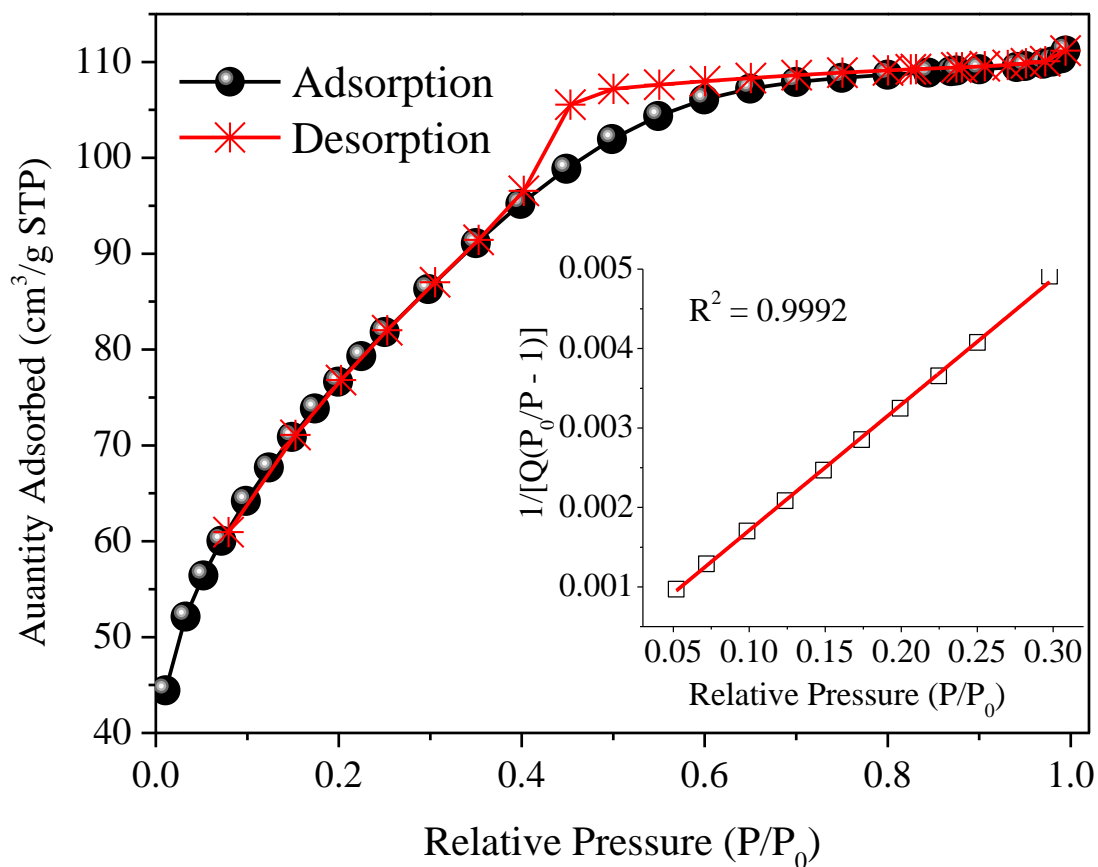 Adsorption
Desorption
Auantity Adsorbed (cm³/g STP)
110
100
90
80
70
60
50
40
0.0 0.2 0.4 0.6 0.8 1.0
Relative Pressure (P/P₀)
R² = 0.9992
1/[Q(P₀/P - 1)]
0.005
0.004
0.003
0.002
0.001
0.05 0.10 0.15 0.20 0.25 0.30
Relative Pressure (P/P₀)